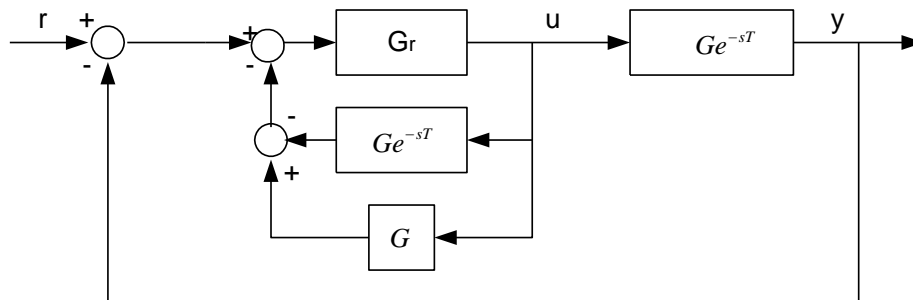 r
+
-
+
-
Gr
u
Ge^{-sT}
y
-
Ge^{-sT}
+
G